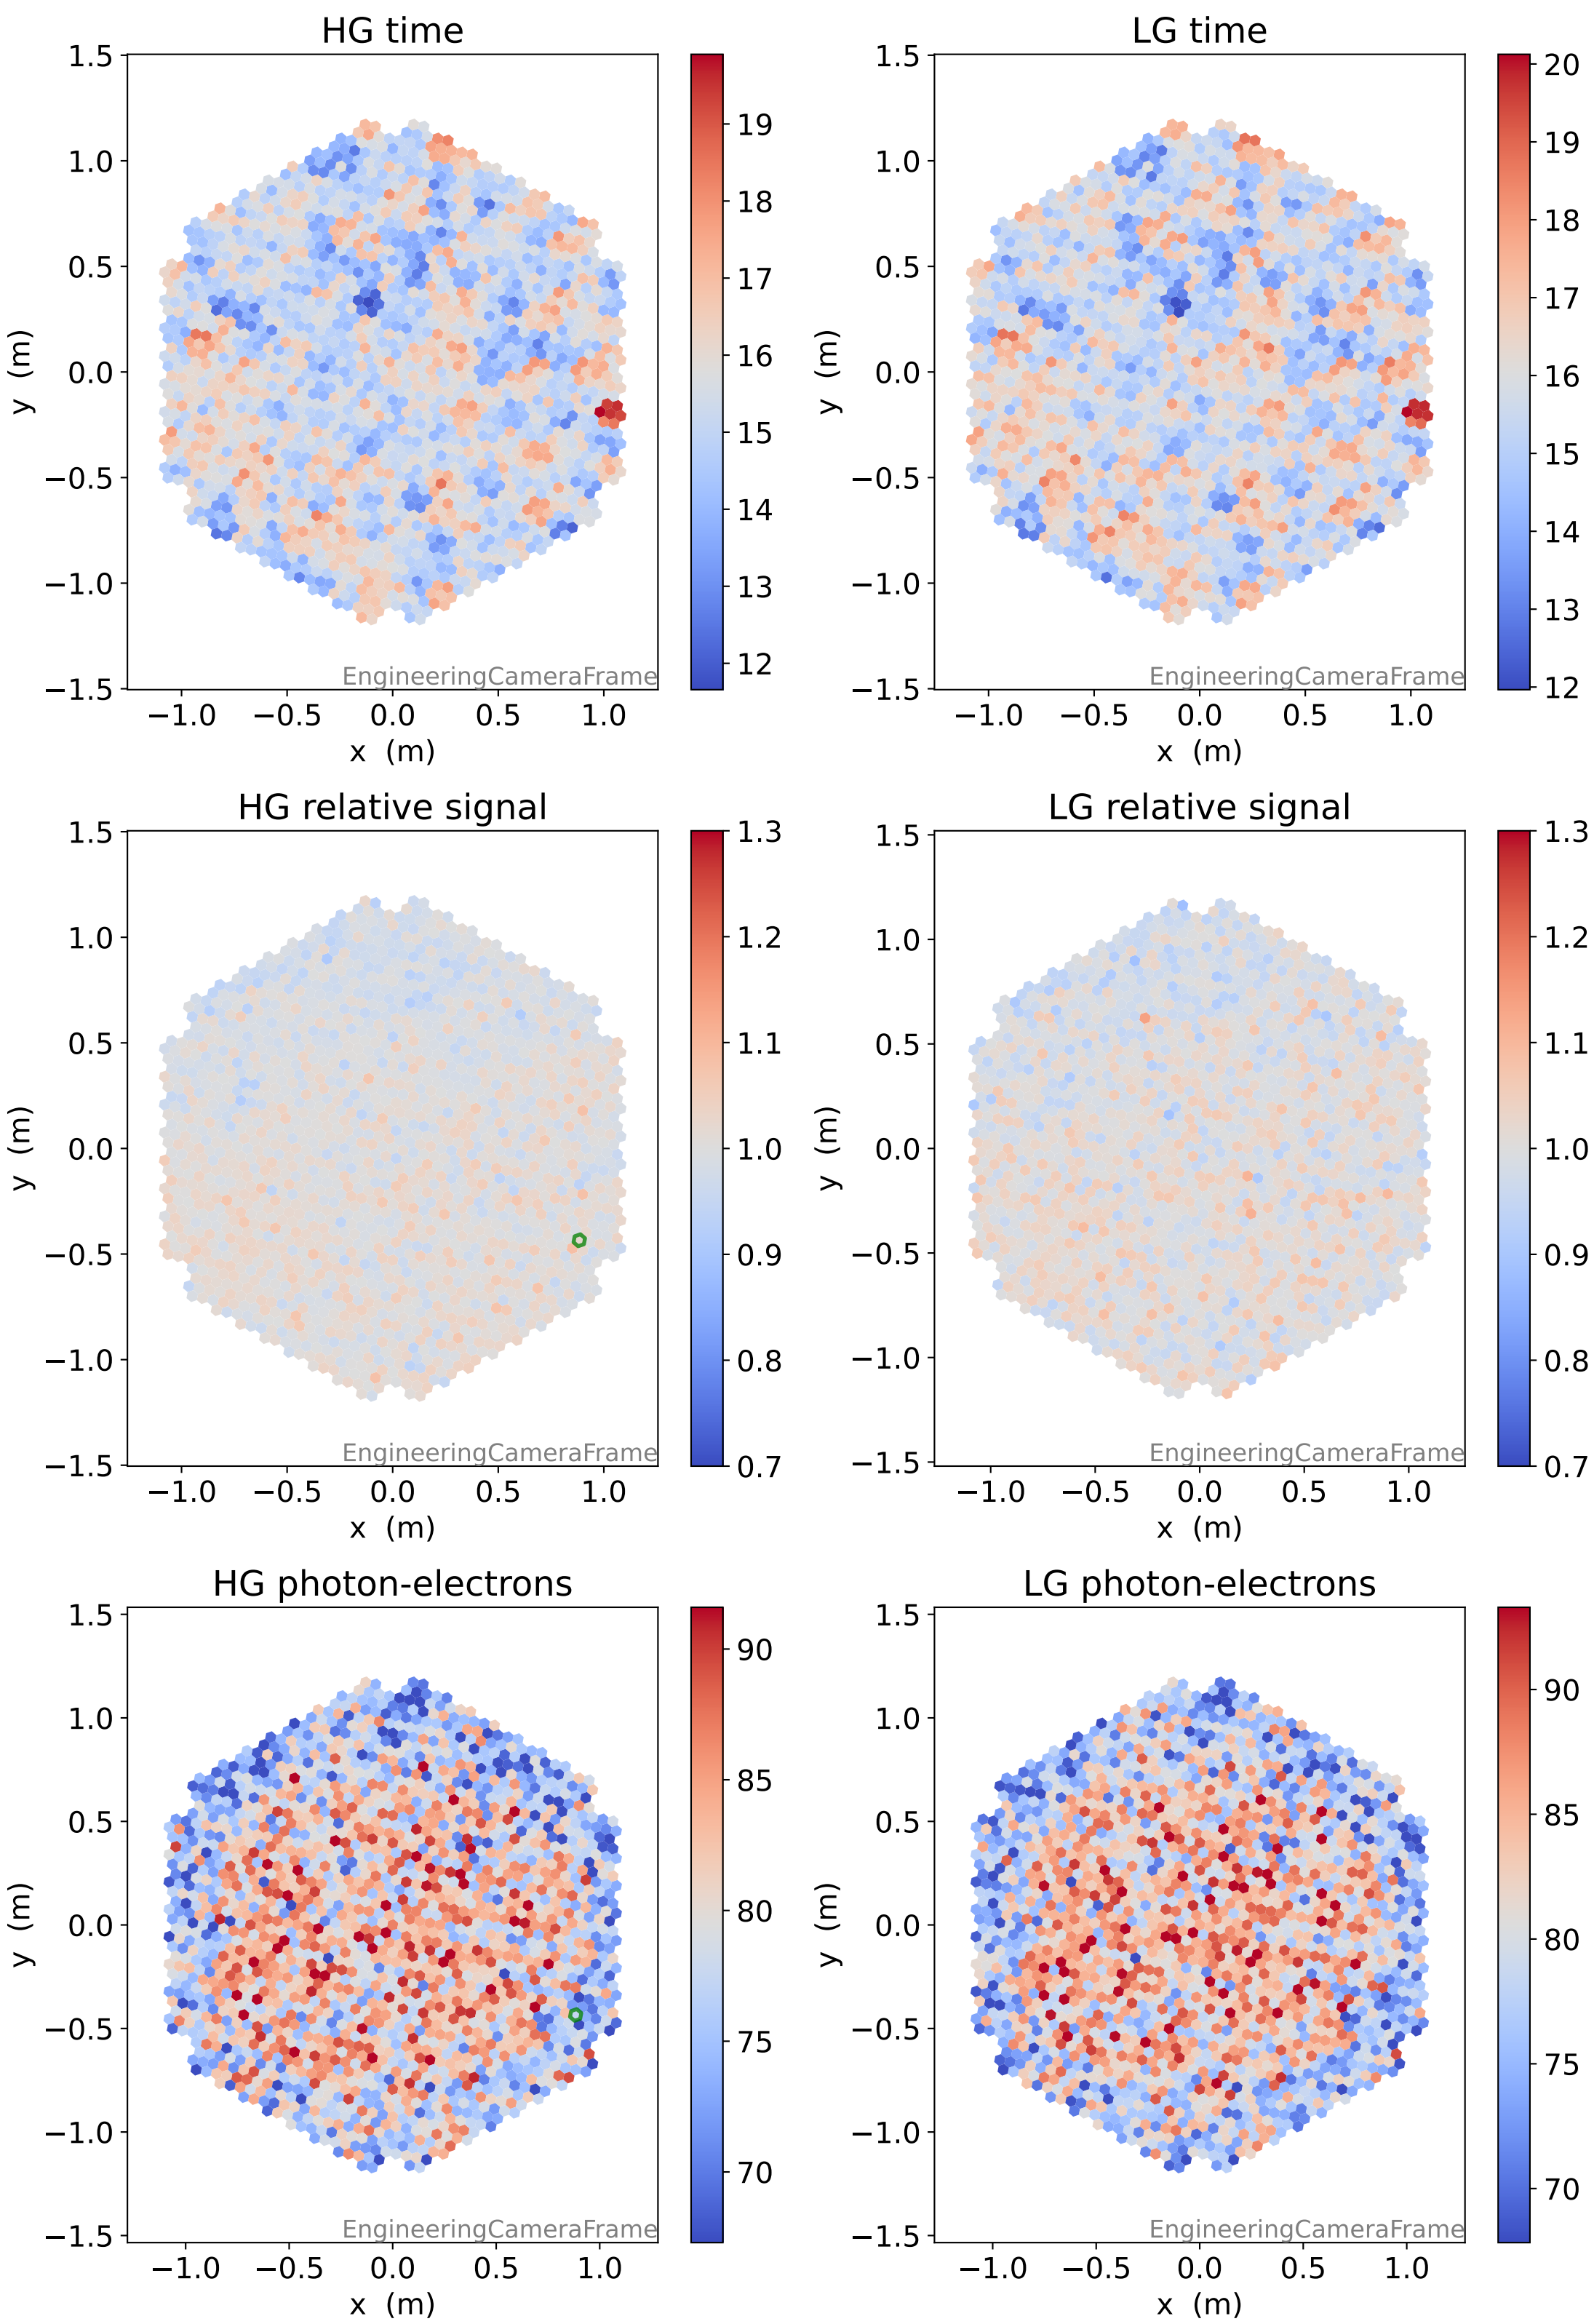 HG time
1.5
1.0
0.5
0.0
−0.5
−1.0
−1.5
y (m)
−1.0 −0.5 0.0 0.5 1.0
x (m)
EngineeringCameraFrame
19
18
17
16
15
14
13
12
LG time
1.5
1.0
0.5
0.0
−0.5
−1.0
−1.5
y (m)
−1.0 −0.5 0.0 0.5 1.0
x (m)
EngineeringCameraFrame
20
19
18
17
16
15
14
13
12
HG relative signal
1.5
1.0
0.5
0.0
−0.5
−1.0
−1.5
y (m)
−1.0 −0.5 0.0 0.5 1.0
x (m)
EngineeringCameraFrame
1.3
1.2
1.1
1.0
0.9
0.8
0.7
LG relative signal
1.5
1.0
0.5
0.0
−0.5
−1.0
−1.5
y (m)
−1.0 −0.5 0.0 0.5 1.0
x (m)
EngineeringCameraFrame
1.3
1.2
1.1
1.0
0.9
0.8
0.7
HG photon-electrons
1.5
1.0
0.5
0.0
−0.5
−1.0
−1.5
y (m)
−1.0 −0.5 0.0 0.5 1.0
x (m)
EngineeringCameraFrame
90
85
80
75
70
LG photon-electrons
1.5
1.0
0.5
0.0
−0.5
−1.0
−1.5
y (m)
−1.0 −0.5 0.0 0.5 1.0
x (m)
EngineeringCameraFrame
90
85
80
75
70